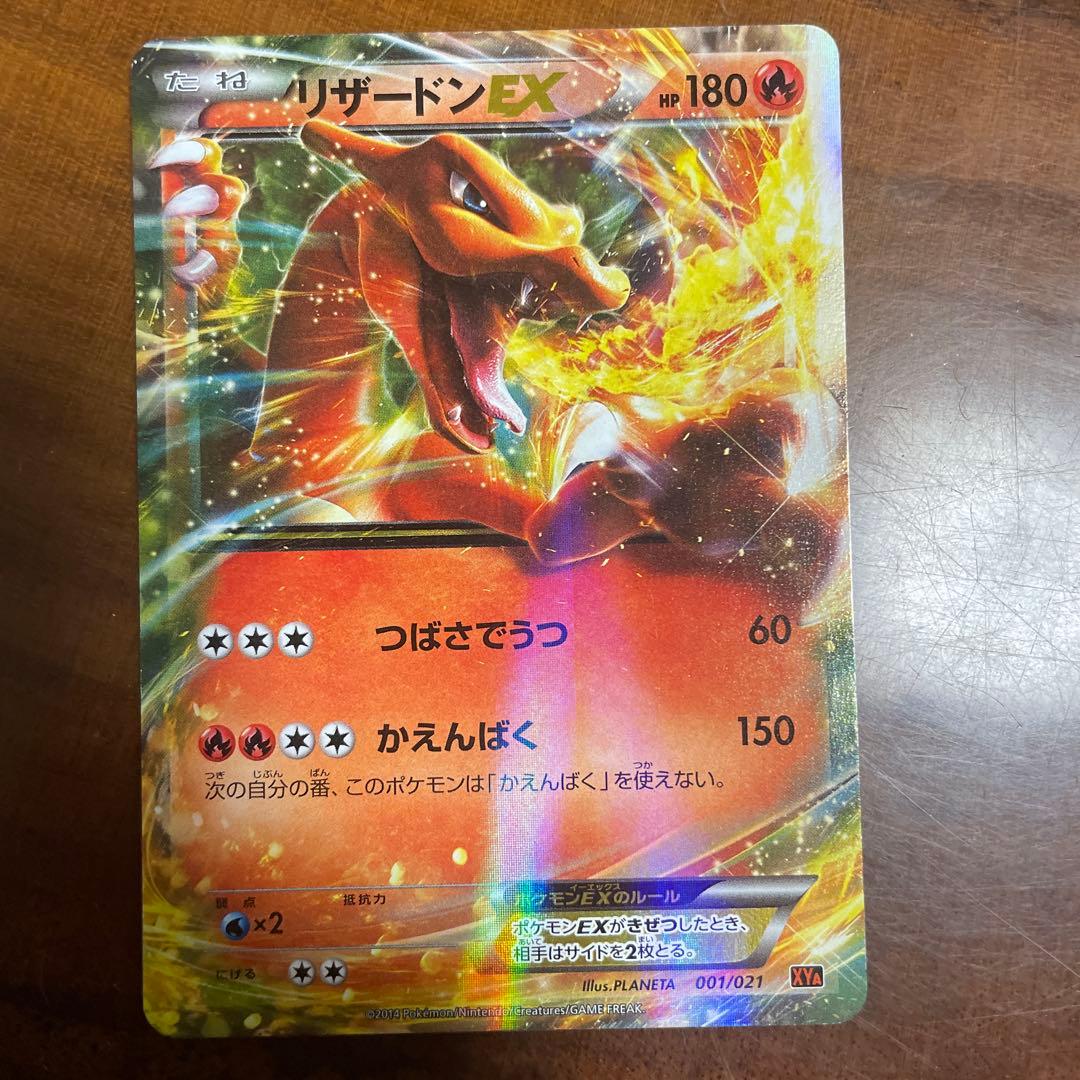 たね
リザードンEX
HP 180
つばさでうつ 60
かえんばく 150
次の自分の番、このポケモンは「かえんばく」を使えない。
弱点 抵抗力
×2
にげる
ポケモンEXのルール
ポケモンEXがきぜつしたとき、
相手はサイドを2枚とる。
Illus.PLANETA 001/021 XYA
©2014 Pokémon/Nintendo/Creatures/GAME FREAK.